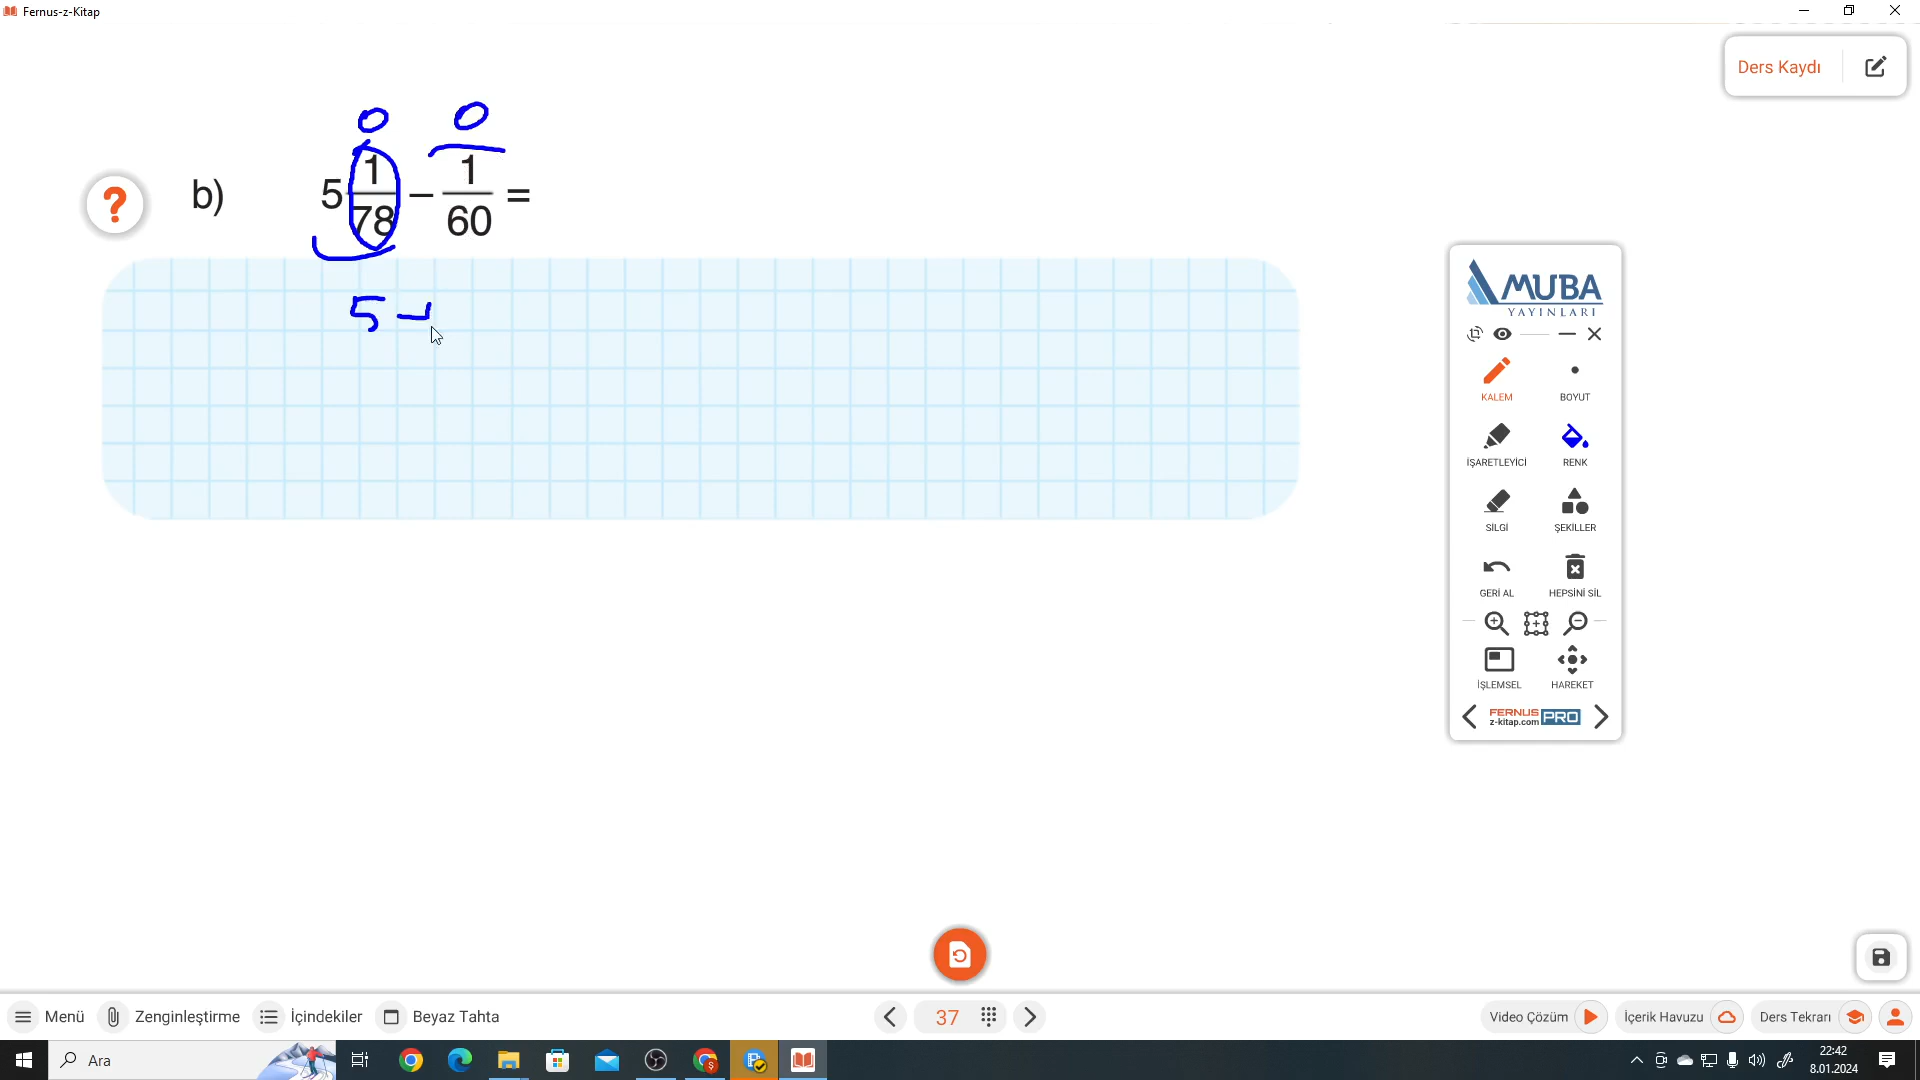 Fernus-z-Kitap
Ders Kaydı
0 0
b) 5 1/78 − 1/60 =
5 -
MUBA
YAYINLARI
KALEM BOYUT
İŞARETLEYİCİ RENK
SİLGİ ŞEKİLLER
GERİ AL HEPSİNİ SİL
İŞLEMSEL HAREKET
FERNUS
z-kitap.com PRO
Menü Zenginleştirme İçindekiler Beyaz Tahta 37 Video Çözüm İçerik Havuzu Ders Tekrarı
Ara 22:42
8.01.2024